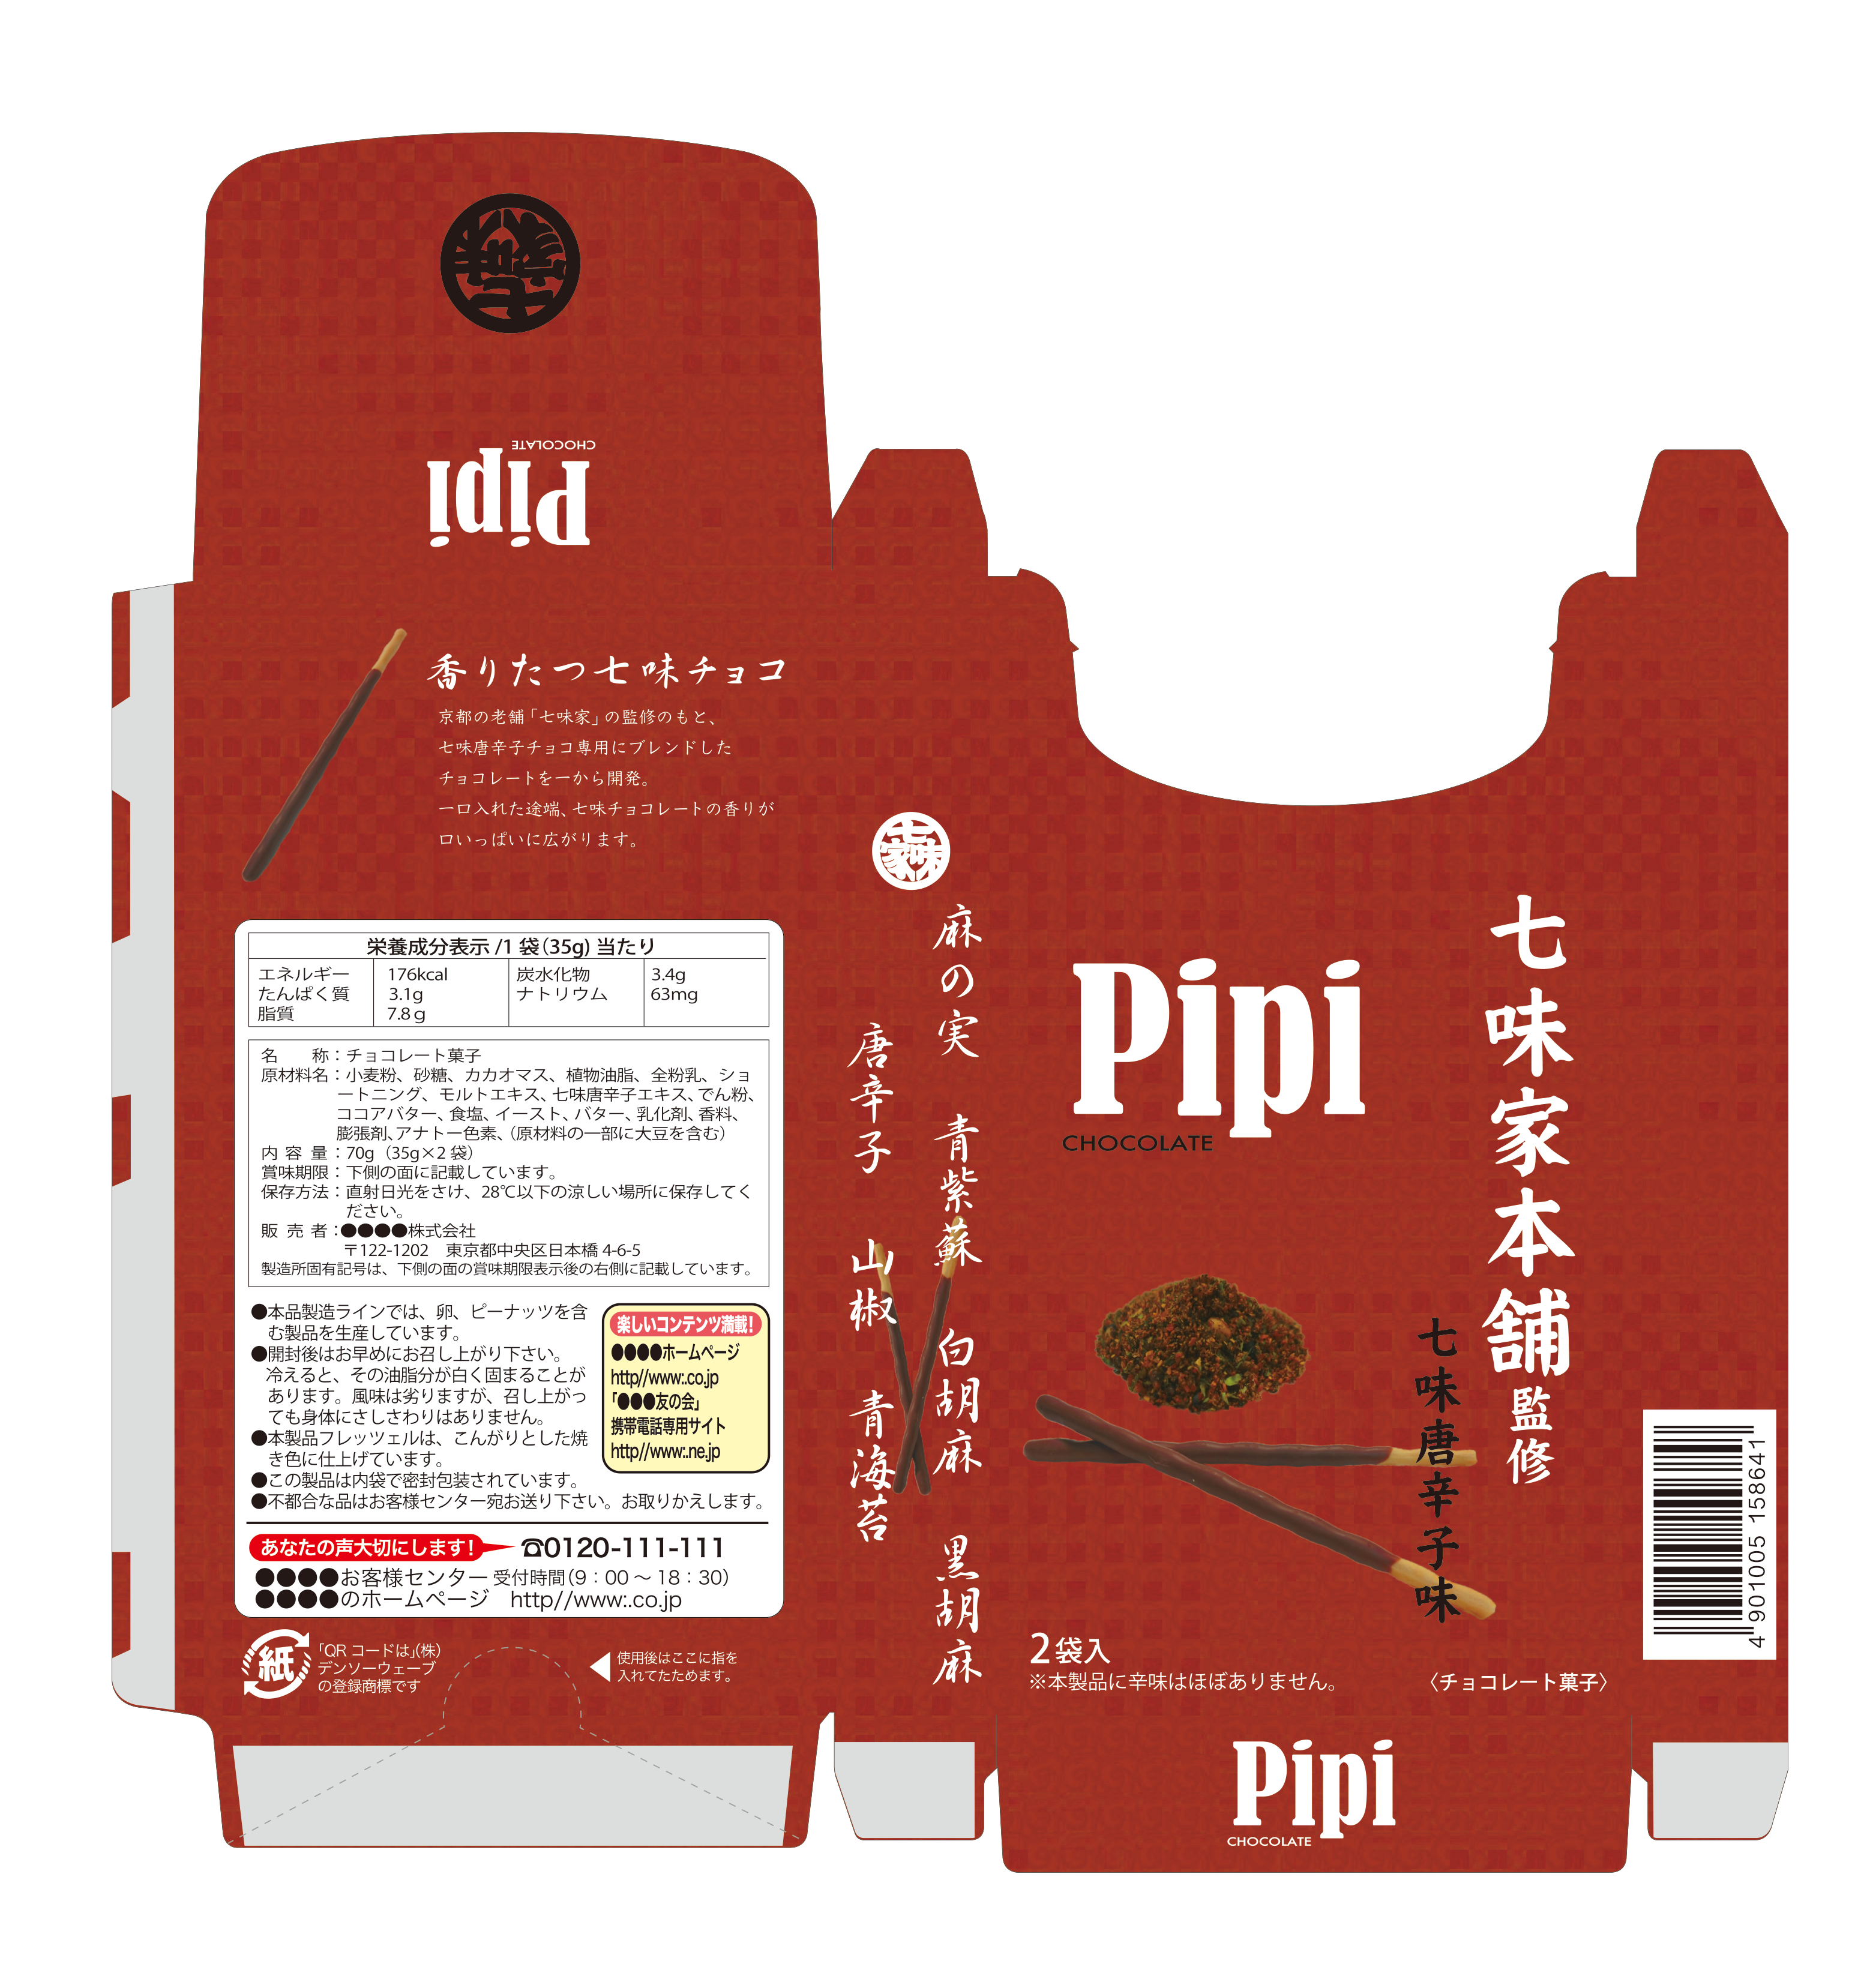 七味家
CHOCOLATE
Pipi
香りたつ七味チョコ
京都の老舗「七味家」の監修のもと、
七味唐辛子チョコ専用にブレンドした
チョコレートを一から開発。
一口入れた途端、七味チョコレートの香りが
口いっぱいに広がります。
栄養成分表示 /1 袋（35g) 当たり
エネルギー 176kcal 炭水化物 3.4g
たんぱく質 3.1g ナトリウム 63mg
脂質 7.8 g
名　　称：チョコレート菓子
原材料名：小麦粉、砂糖、カカオマス、植物油脂、全粉乳、ショ
ートニング、モルトエキス、七味唐辛子エキス、でん粉、
ココアバター、食塩、イースト、バター、乳化剤、香料、
膨張剤、アナトー色素、（原材料の一部に大豆を含む）
内 容 量：70g（35g×2 袋）
賞味期限：下側の面に記載しています。
保存方法：直射日光をさけ、28℃以下の涼しい場所に保存してく
ださい。
販 売 者：●●●●株式会社
〒122-1202　東京都中央区日本橋 4-6-5
製造所固有記号は、下側の面の賞味期限表示後の右側に記載しています。
●本品製造ラインでは、卵、ピーナッツを含
む製品を生産しています。
●開封後はお早めにお召し上がり下さい。
冷えると、その油脂分が白く固まることが
あります。風味は劣りますが、召し上がっ
ても身体にさしさわりはありません。
●本製品フレッツェルは、こんがりとした焼
き色に仕上げています。
●この製品は内袋で密封包装されています。
●不都合な品はお客様センター宛お送り下さい。お取りかえします。
楽しいコンテンツ満載！
●●●●ホームページ
http//www:.co.jp
「●●●友の会」
携帯電話専用サイト
http//www:.ne.jp
あなたの声大切にします！
☎0120-111-111
●●●●お客様センター 受付時間（9：00 ～ 18：30）
●●●●のホームページ　http//www:.co.jp
紙
「QR コードは」（株）
デンソーウェーブ
の登録商標です
使用後はここに指を
入れてたためます。
七味家
麻の実　青紫蘇　白胡麻　黒胡麻
唐辛子　山椒　青海苔
Pipi
CHOCOLATE
七味家本舗監修
七味唐辛子味
2袋入
※本製品に辛味はほぼありません。
〈チョコレート菓子〉
Pipi
CHOCOLATE
4 901005 158641